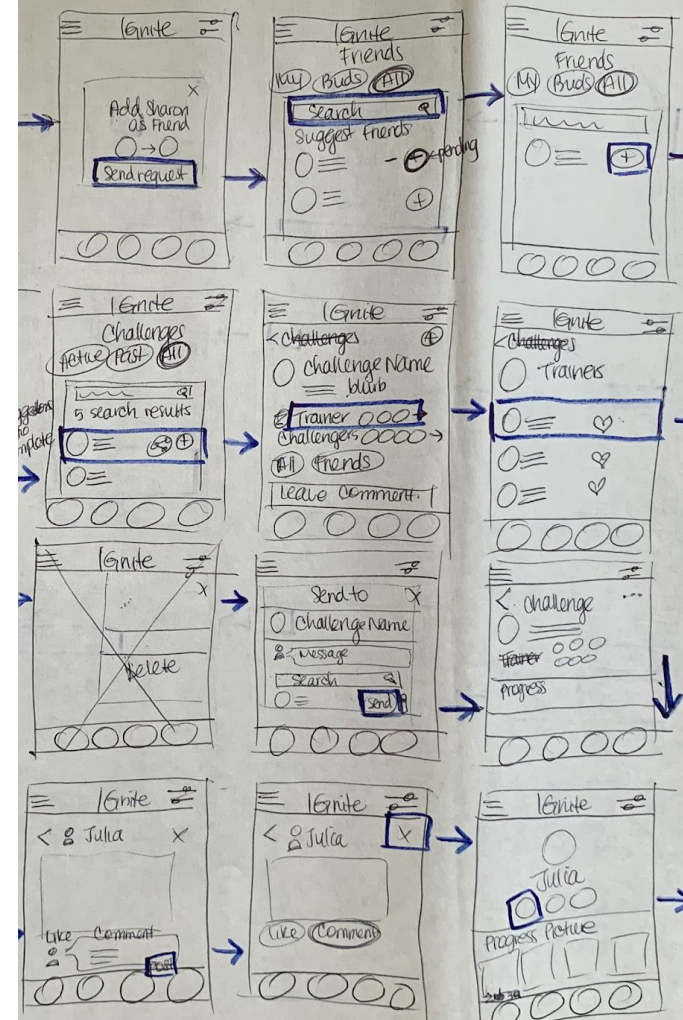 IGnite
X
Add Sharon
as Friend
Send request
IGnite
Friends
My Buds All
Search
Suggest friends
pending
IGnite
Friends
My Buds All
IGnite
Challenges
Active Past All
5 search results
IGnite
< Challenges
Challenge Name
blurb
Trainer
Challengers
All Friends
Leave Comment.
IGnite
< Challenges
Trainers
IGnite
X
Delete
Send to X
Challenge Name
Message
Search
Send
< Challenge ...
Trainer
Progress
IGnite
< Julia X
Like Comment
Post
IGnite
< Julia X
Like Comment
IGnite
Julia
Progress Picture